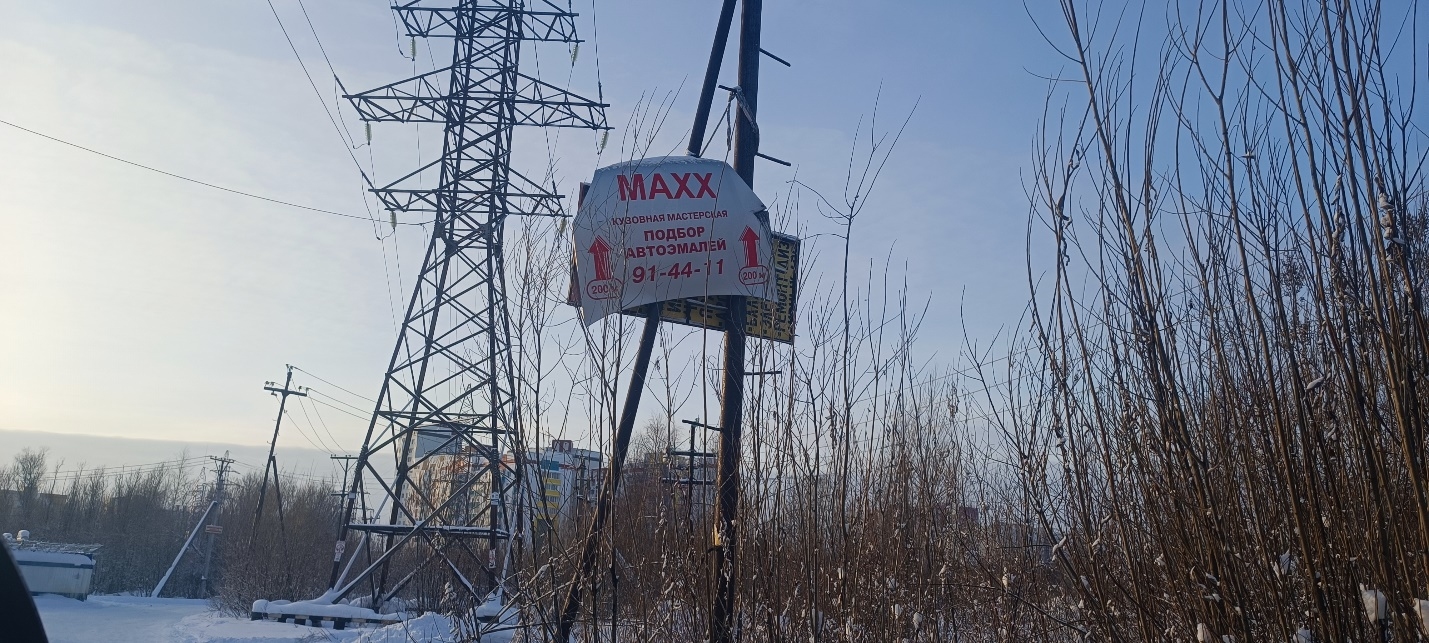 MAXX
КУЗОВНАЯ МАСТЕРСКАЯ
ПОДБОР
АВТОЭМАЛЕЙ
91-44-11
200 м
200 м